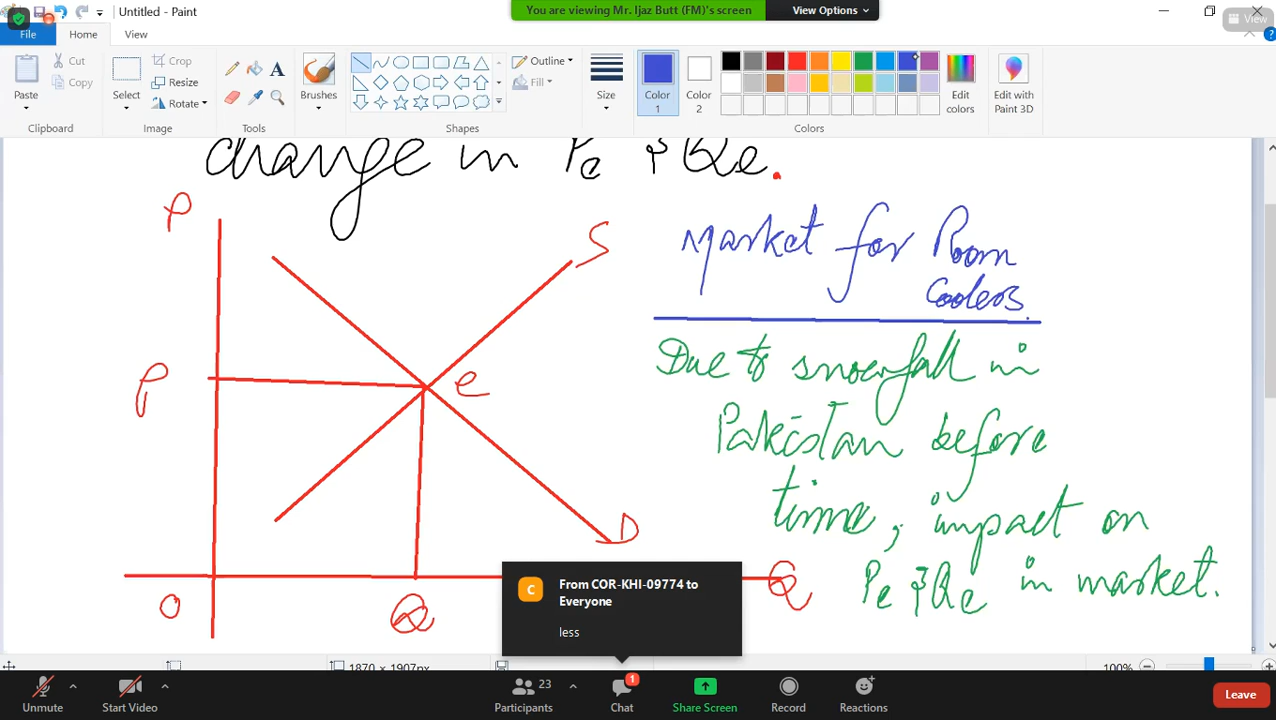 Untitled - Paint
You are viewing Mr. Ijaz Butt (FM)'s screen
View Options
View
File
Home
View
Paste
Cut
Copy
Clipboard
Select
Crop
Resize
Rotate
Image
A
Tools
Brushes
Outline
Fill
Shapes
Size
Color 1
Color 2
Edit colors
Colors
Edit with Paint 3D
change in Pe & Qe.
P
S
Market for Room
Coolers.
Due to snowfall in
Pakistan before
time, impact on
Pe & Qe in market.
P
e
D
O
Q
Q
From COR-KHI-09774 to
Everyone
less
1870 × 1907px
100%
Unmute
Start Video
23
Participants
1
Chat
Share Screen
Record
Reactions
Leave